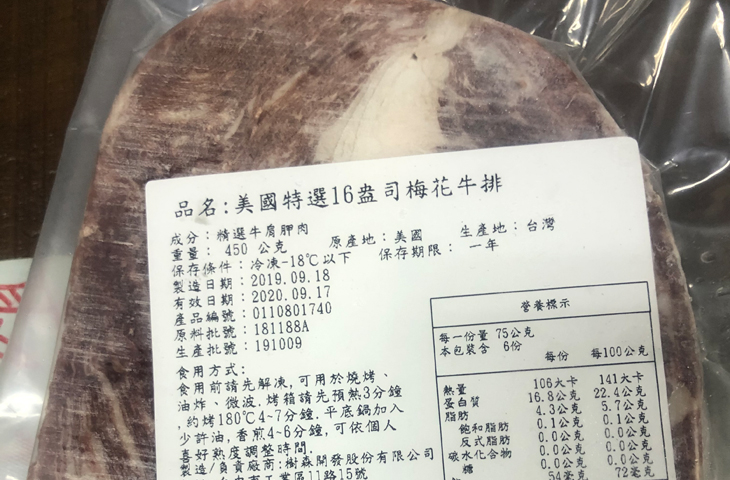 品名:美國特選16盎司梅花牛排
成分：精選牛肩胛肉
重量： 450 公克 原產地：美國 生產地：台灣
保存條件：冷凍-18℃以下 保存期限： 一年
製造日期：2019.09.18
有效日期：2020.09.17
產品編號：0110801740
原料批號：181188A
生產批號：191009
食用方式:
食用前請先解凍,可用於燒烤、
油炸、微波.烤箱請先預熱3分鐘
,約烤180℃4~7分鐘.平底鍋加入
少許油,香煎4~6分鐘,可依個人
喜好熟度調整時間.
製造/負責廠商:樹森開發股份有限公司
工業區11路15號
營養標示
每一份量 75公克
本包裝含 6份
每份 每100公克
熱量 106大卡 141大卡
蛋白質 16.8公克 22.4公克
脂肪 4.3公克 5.7公克
飽和脂肪 0.1公克 0.1公克
反式脂肪 0.0公克 0.0公克
碳水化合物 0.0公克 0.0公克
糖 0.0公克 0.0公克
54毫克 72毫克